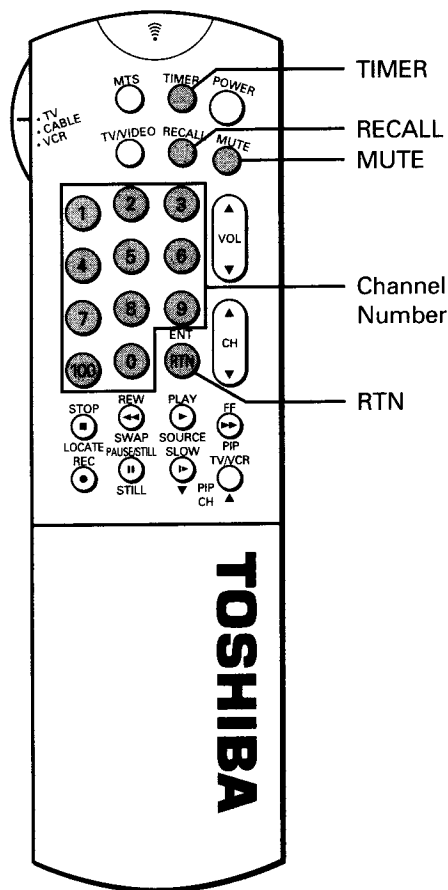 MTS TIMER POWER
TIMER
• TV
• CABLE
• VCR
TV/VIDEO RECALL MUTE
RECALL
MUTE
1 2 3
VOL
4 5 6
7 8 9
Channel
Number
CH
ENT
100 0 RTN
RTN
STOP REW PLAY FF
LOCATE SWAP SOURCE PIP
REC PAUSE/STILL SLOW TV/VCR
STILL PIP
CH
TOSHIBA